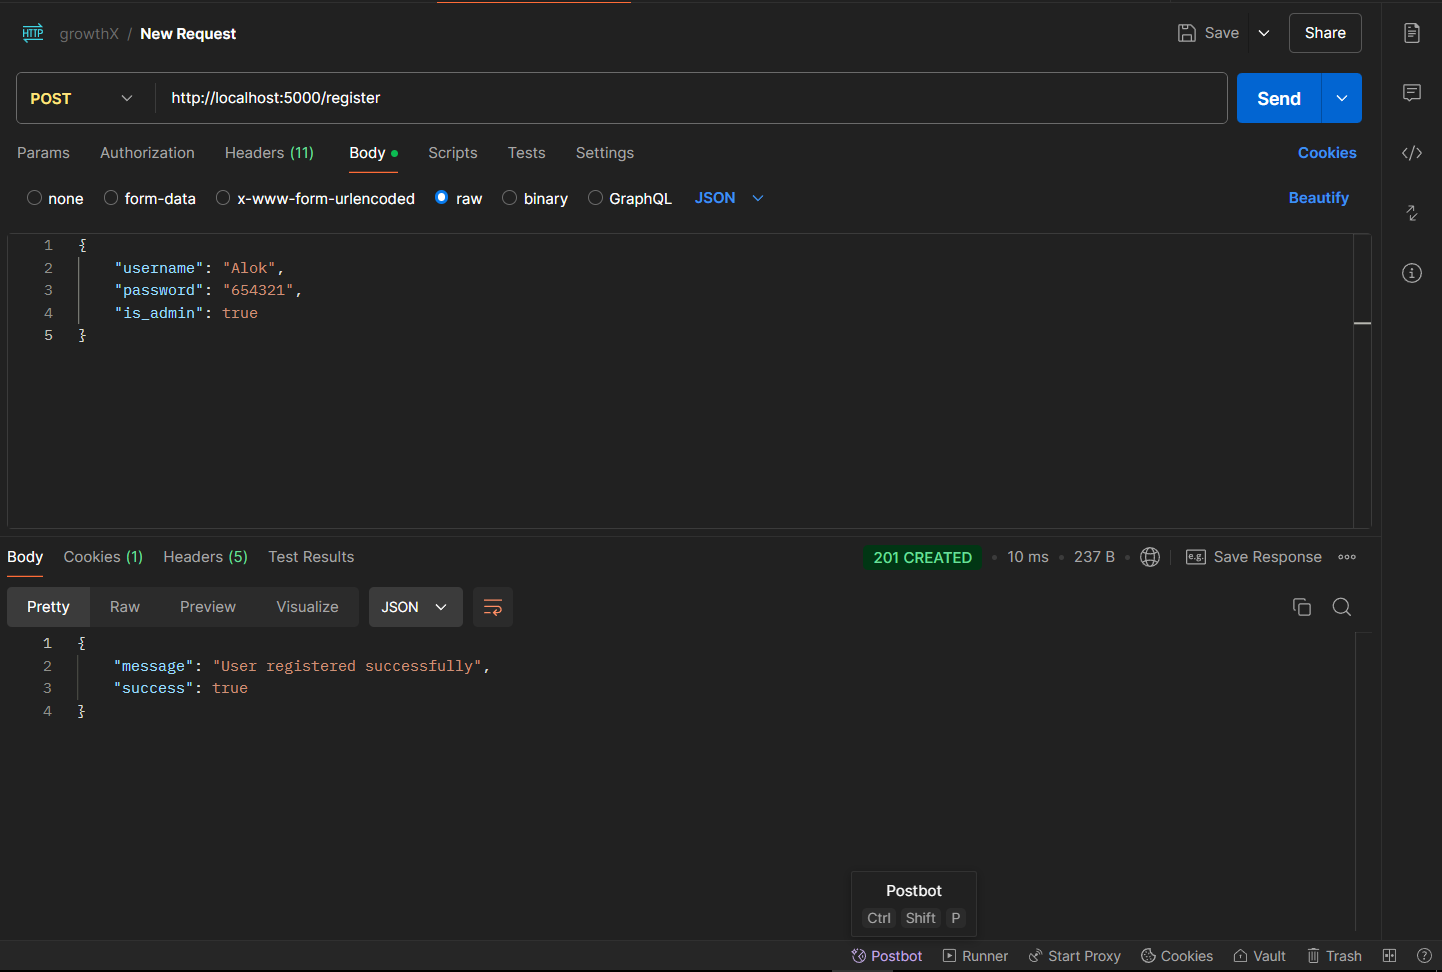 HTTP growthX / New Request Save Share
POST http://localhost:5000/register Send
Params Authorization Headers (11) Body Scripts Tests Settings Cookies
none form-data x-www-form-urlencoded raw binary GraphQL JSON Beautify
1 {
2 "username": "Alok",
3 "password": "654321",
4 "is_admin": true
5 }
Body Cookies (1) Headers (5) Test Results 201 CREATED • 10 ms • 237 B • e.g. Save Response
Pretty Raw Preview Visualize JSON
1 {
2 "message": "User registered successfully",
3 "success": true
4 }
Postbot
Ctrl Shift P
Postbot Runner Start Proxy Cookies Vault Trash